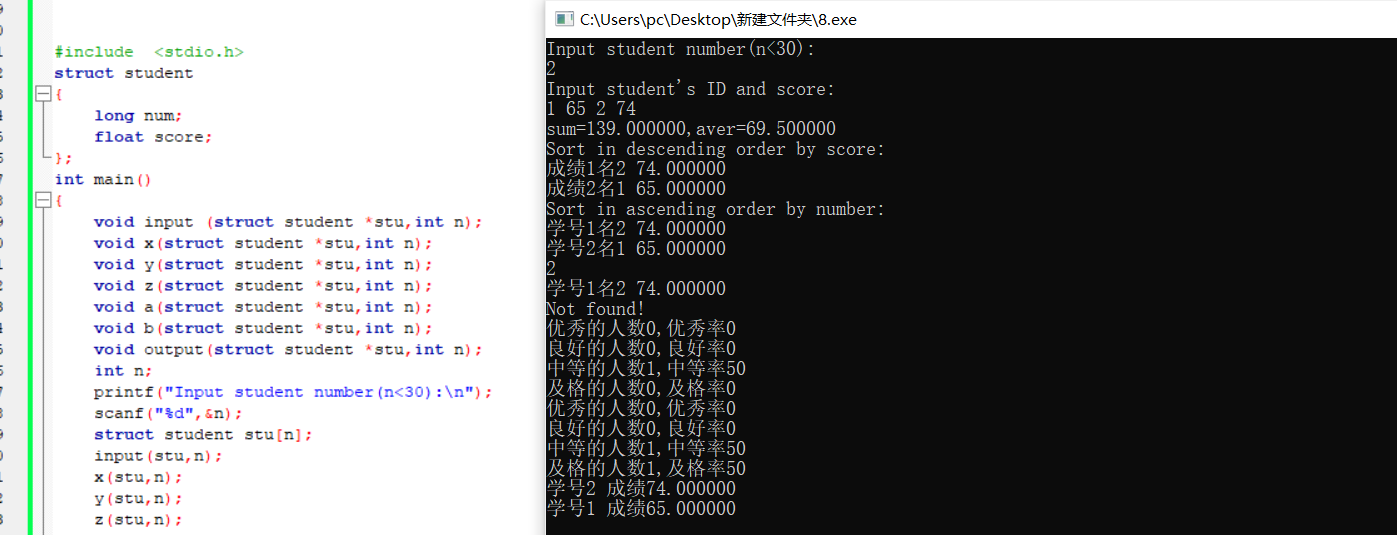 #include  <stdio.h>
struct student
{
long num;
float score;
};
int main()
{
void input (struct student *stu,int n);
void x(struct student *stu,int n);
void y(struct student *stu,int n);
void z(struct student *stu,int n);
void a(struct student *stu,int n);
void b(struct student *stu,int n);
void output(struct student *stu,int n);
int n;
printf("Input student number(n<30):\n");
scanf("%d",&n);
struct student stu[n];
input(stu,n);
x(stu,n);
y(stu,n);
z(stu,n);
C:\Users\pc\Desktop\新建文件夹\8.exe
Input student number(n<30):
2
Input student's ID and score:
1 65 2 74
sum=139.000000,aver=69.500000
Sort in descending order by score:
成绩1名2 74.000000
成绩2名1 65.000000
Sort in ascending order by number:
学号1名2 74.000000
学号2名1 65.000000
2
学号1名2 74.000000
Not found!
优秀的人数0,优秀率0
良好的人数0,良好率0
中等的人数1,中等率50
及格的人数0,及格率0
优秀的人数0,优秀率0
良好的人数0,良好率0
中等的人数1,中等率50
及格的人数1,及格率50
学号2 成绩74.000000
学号1 成绩65.000000